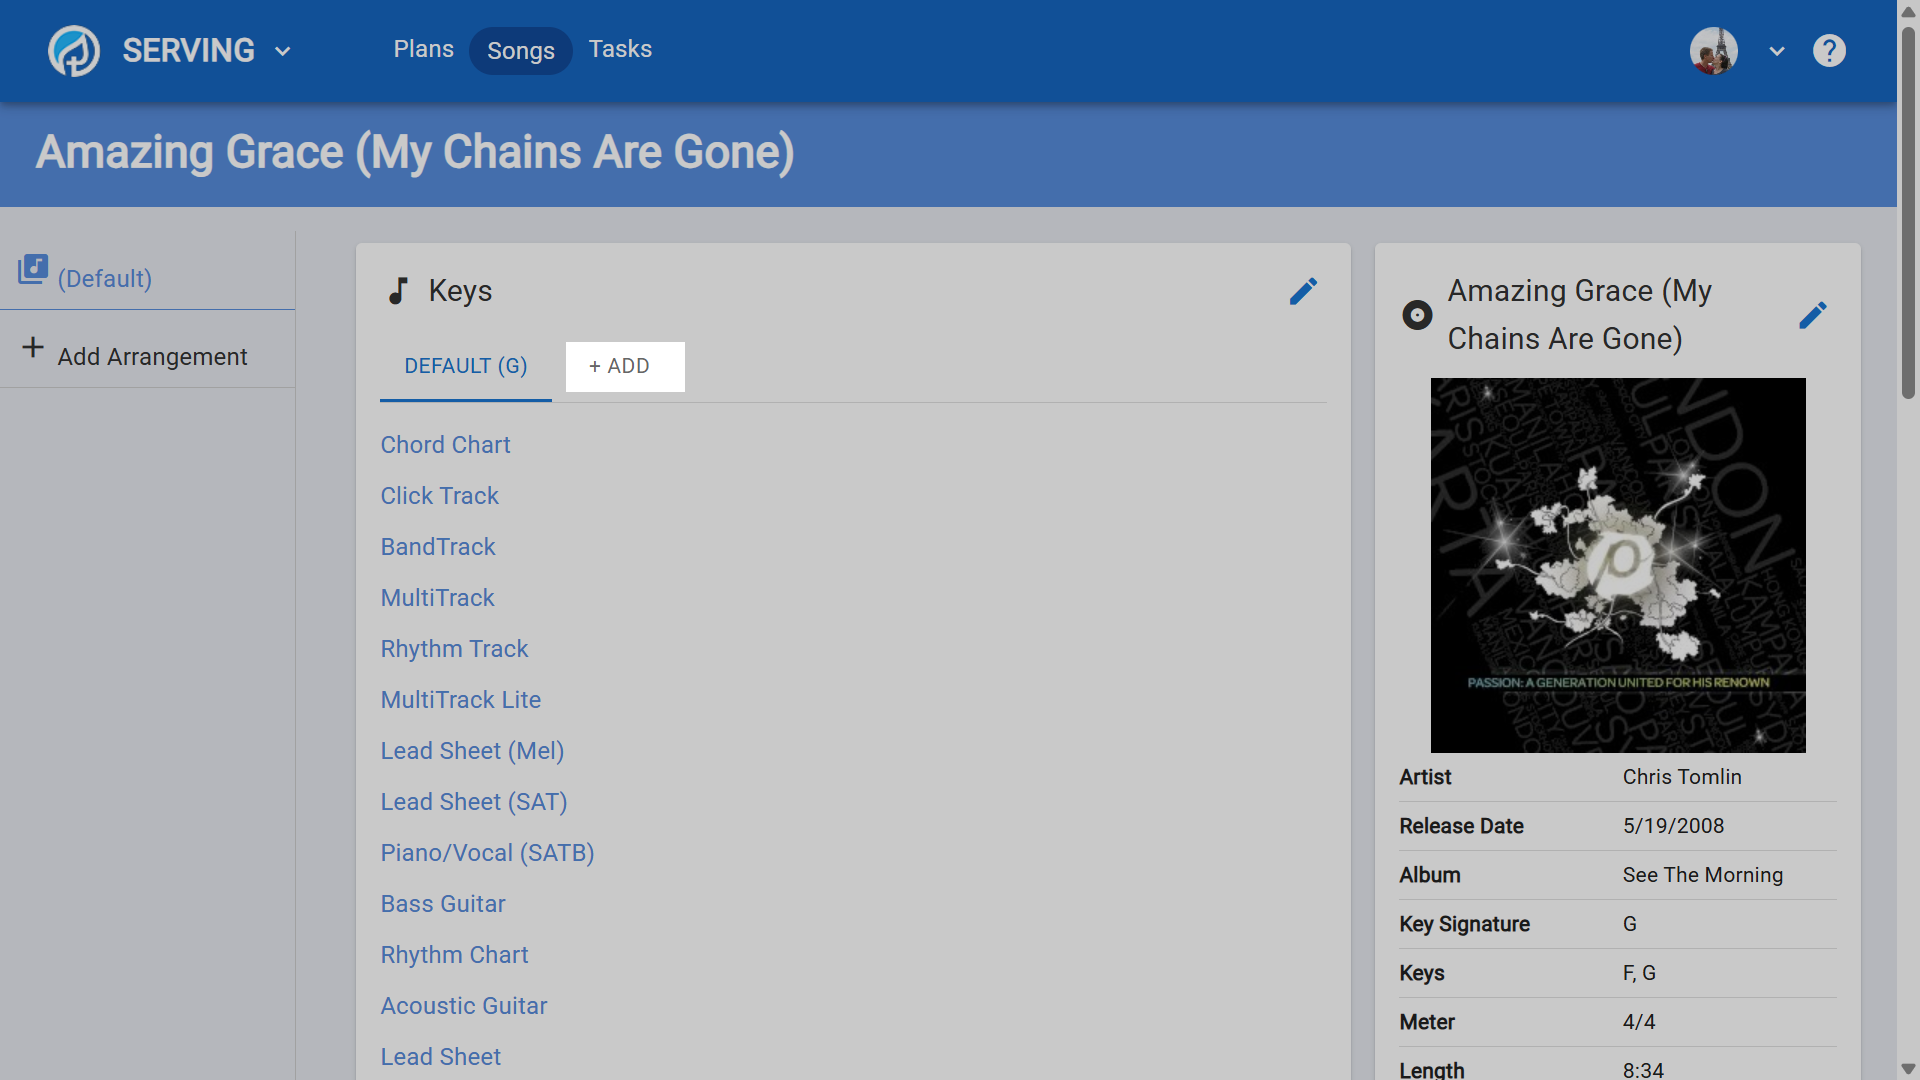 SERVING
Plans
Songs
Tasks
?
Amazing Grace (My Chains Are Gone)
(Default)
+ Add Arrangement
Keys
DEFAULT (G)
+ ADD
Chord Chart
Click Track
BandTrack
MultiTrack
Rhythm Track
MultiTrack Lite
Lead Sheet (Mel)
Lead Sheet (SAT)
Piano/Vocal (SATB)
Bass Guitar
Rhythm Chart
Acoustic Guitar
Lead Sheet
Amazing Grace (My
Chains Are Gone)
PASSION: A GENERATION UNITED FOR HIS RENOWN
Artist Chris Tomlin
Release Date 5/19/2008
Album See The Morning
Key Signature G
Keys F, G
Meter 4/4
Length 8:34